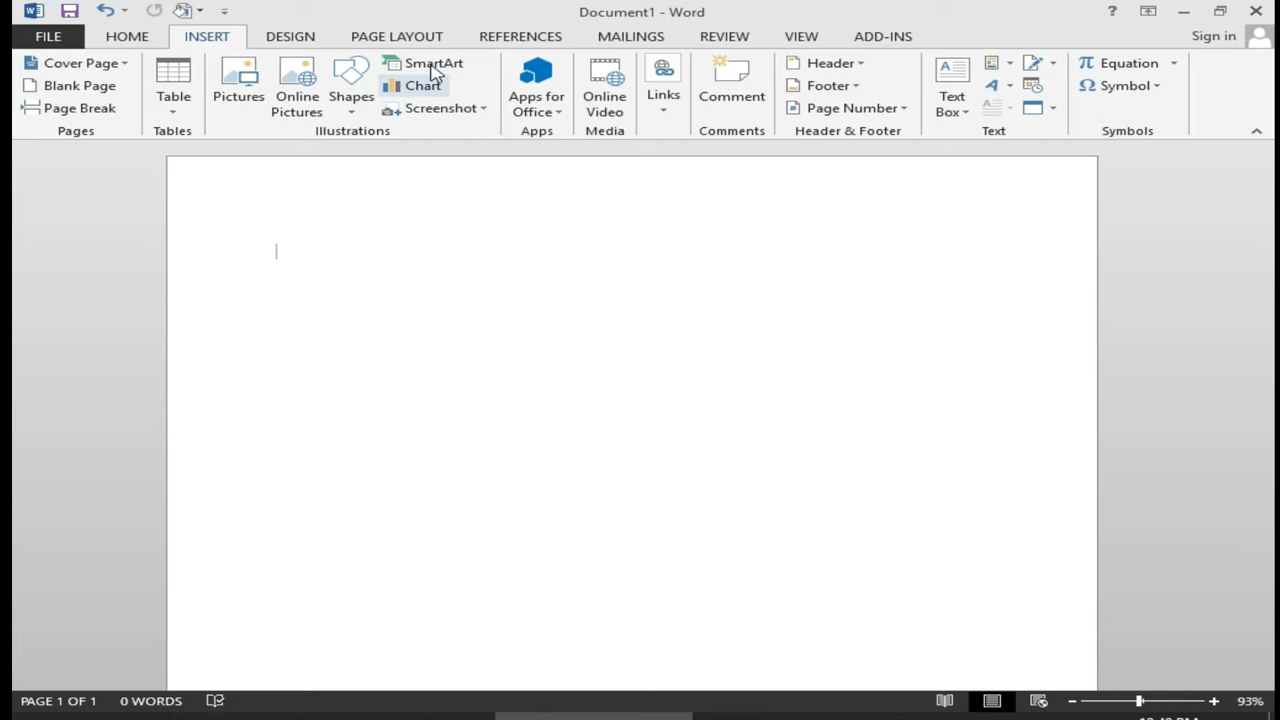 Document1 - Word
FILE HOME INSERT DESIGN PAGE LAYOUT REFERENCES MAILINGS REVIEW VIEW ADD-INS Sign in
Cover Page
Blank Page
Page Break
Pages
Table
Tables
Pictures
Online
Pictures
Shapes
SmartArt
Chart
Screenshot
Illustrations
Apps for
Office
Apps
Online
Video
Media
Links
Comment
Comments
Header
Footer
Page Number
Header & Footer
Text
Box
Text
Equation
Symbol
Symbols
PAGE 1 OF 1 0 WORDS 93%